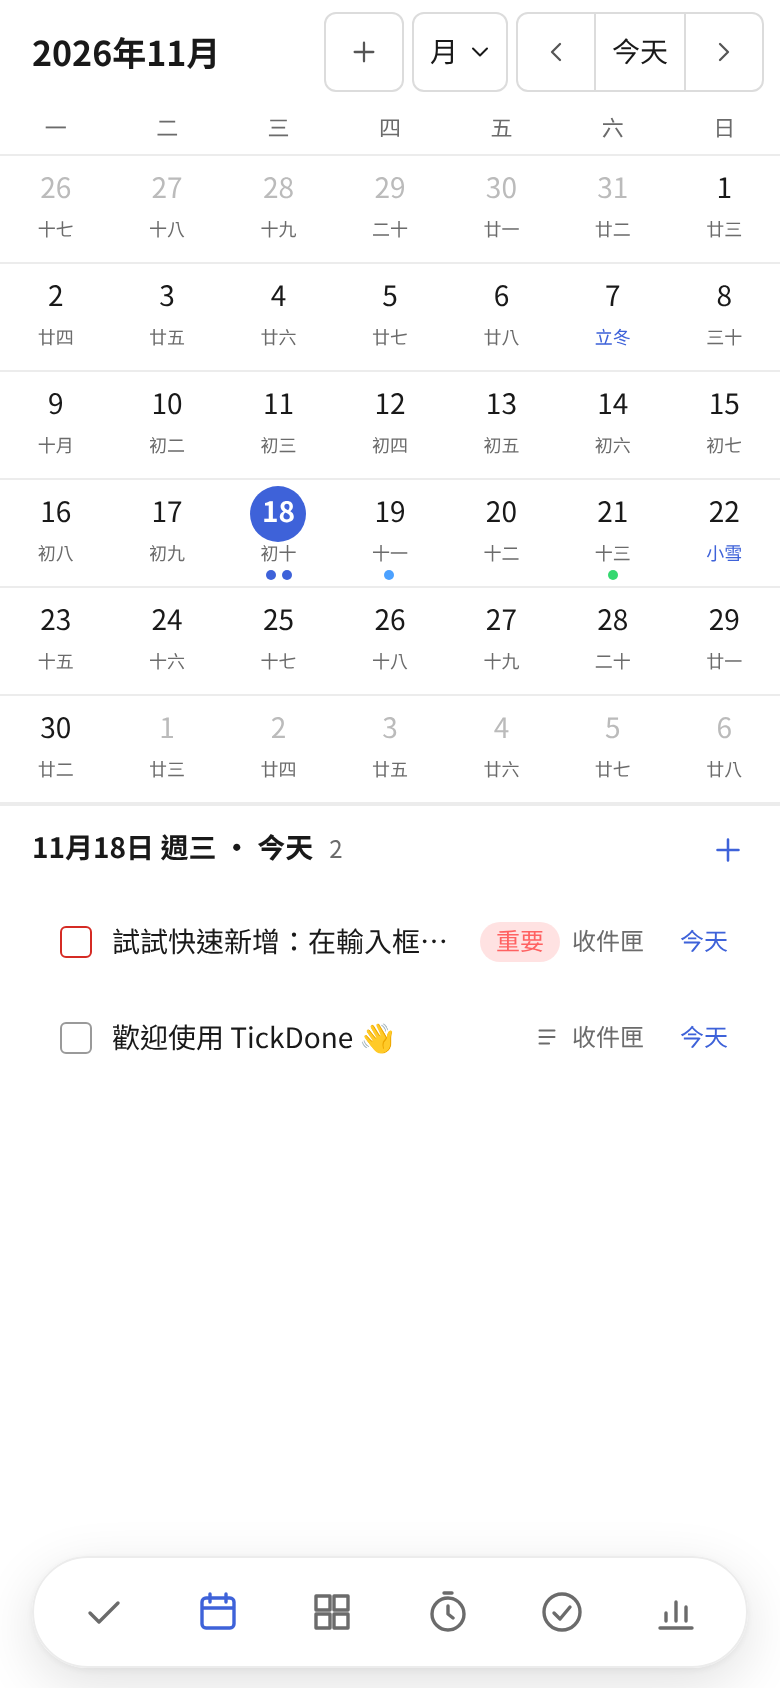 2026年11月 月 今天
一 二 三 四 五 六 日
26 27 28 29 30 31 1
十七 十八 十九 二十 廿一 廿二 廿三
2 3 4 5 6 7 8
廿四 廿五 廿六 廿七 廿八 立冬 三十
9 10 11 12 13 14 15
十月 初二 初三 初四 初五 初六 初七
16 17 18 19 20 21 22
初八 初九 初十 十一 十二 十三 小雪
23 24 25 26 27 28 29
十五 十六 十七 十八 十九 二十 廿一
30 1 2 3 4 5 6
廿二 廿三 廿四 廿五 廿六 廿七 廿八
11月18日 週三 · 今天 2
試試快速新增：在輸入框… 重要 收件匣 今天
歡迎使用 TickDone 👋 收件匣 今天